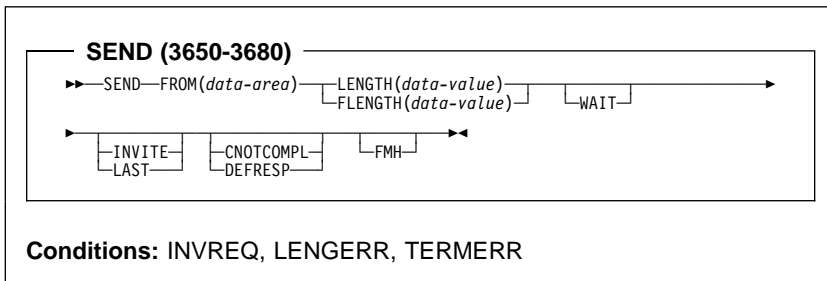 SEND (3650-3680)
SEND FROM(data-area) LENGTH(data-value)
FLENGTH(data-value) WAIT
INVITE CNOTCOMPL FMH
LAST DEFRESP
Conditions: INVREQ, LENGERR, TERMERR